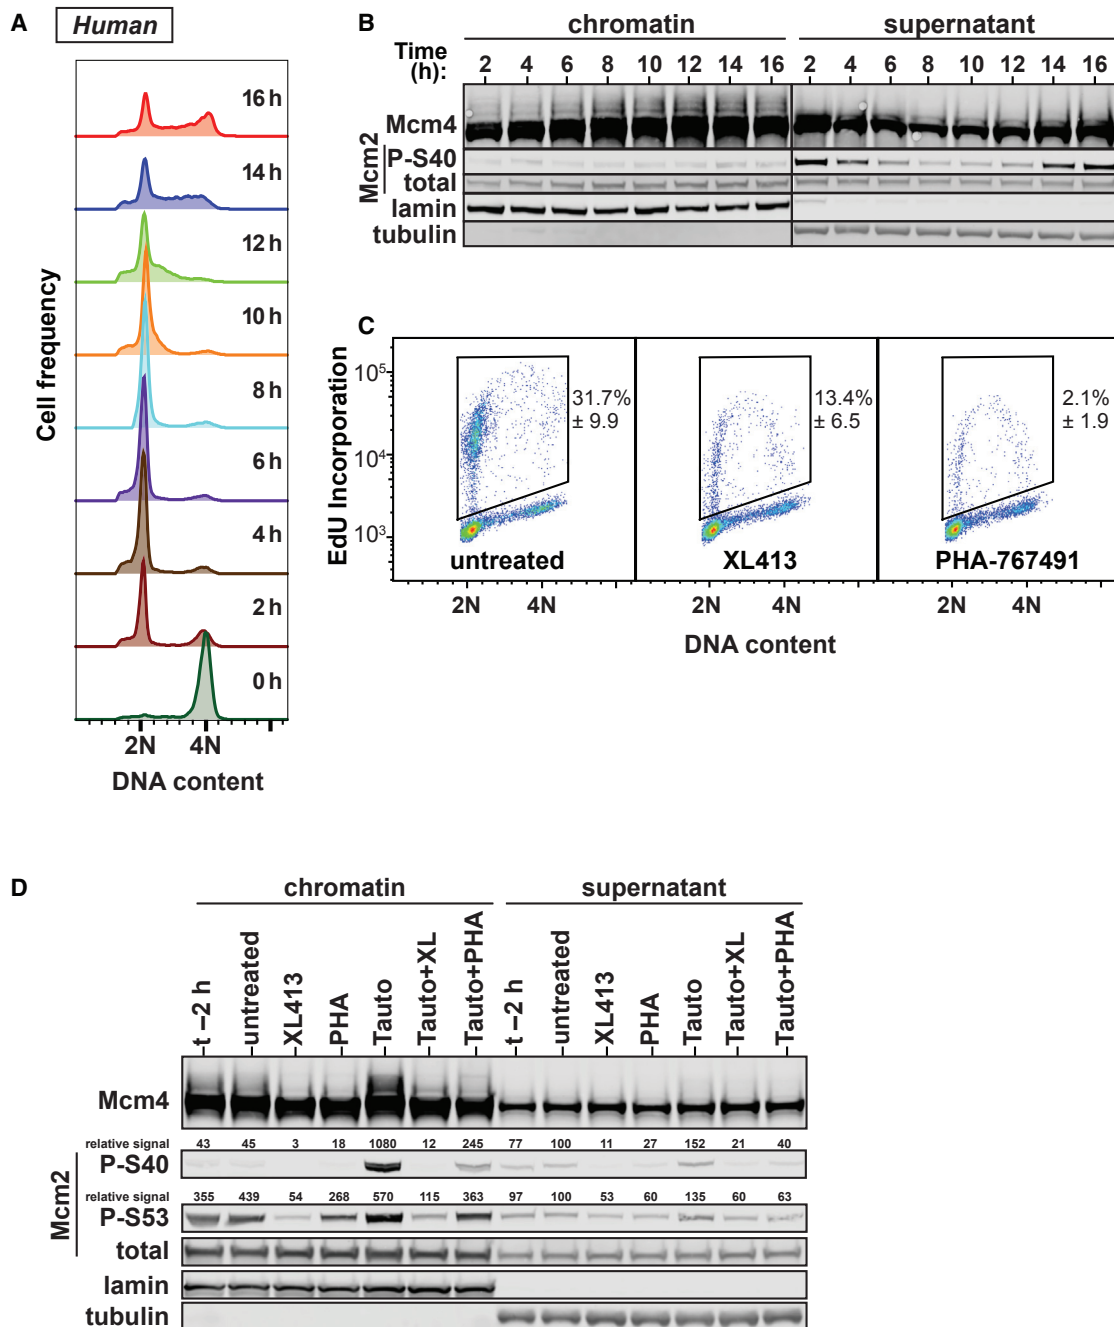 A
Human
16 h
14 h
12 h
10 h
8 h
6 h
4 h
2 h
0 h
Cell frequency
2N 4N
DNA content
B
chromatin supernatant
Time (h): 2 4 6 8 10 12 14 16 2 4 6 8 10 12 14 16
Mcm4
Mcm2
P-S40
total
lamin
tubulin
C
EdU Incorporation
10⁵
10⁴
10³
31.7% ± 9.9
13.4% ± 6.5
2.1% ± 1.9
untreated XL413 PHA-767491
2N 4N 2N 4N 2N 4N
DNA content
D
chromatin supernatant
t –2 h untreated XL413 PHA Tauto Tauto+XL Tauto+PHA t –2 h untreated XL413 PHA Tauto Tauto+XL Tauto+PHA
Mcm4
relative signal 43 45 3 18 1080 12 245 77 100 11 27 152 21 40
Mcm2
P-S40
relative signal 355 439 54 268 570 115 363 97 100 53 60 135 60 63
P-S53
total
lamin
tubulin